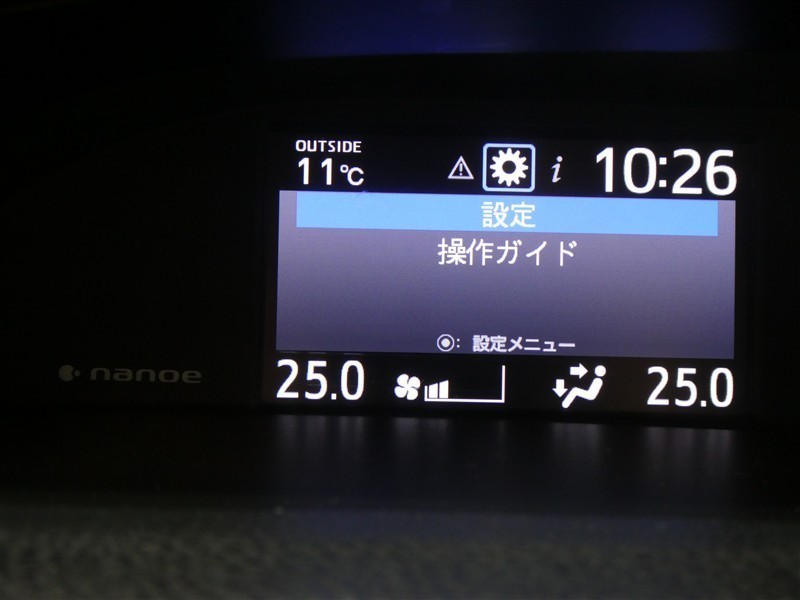 OUTSIDE
11℃
10:26
設定
操作ガイド
◉: 設定メニュー
nanoe
25.0
25.0